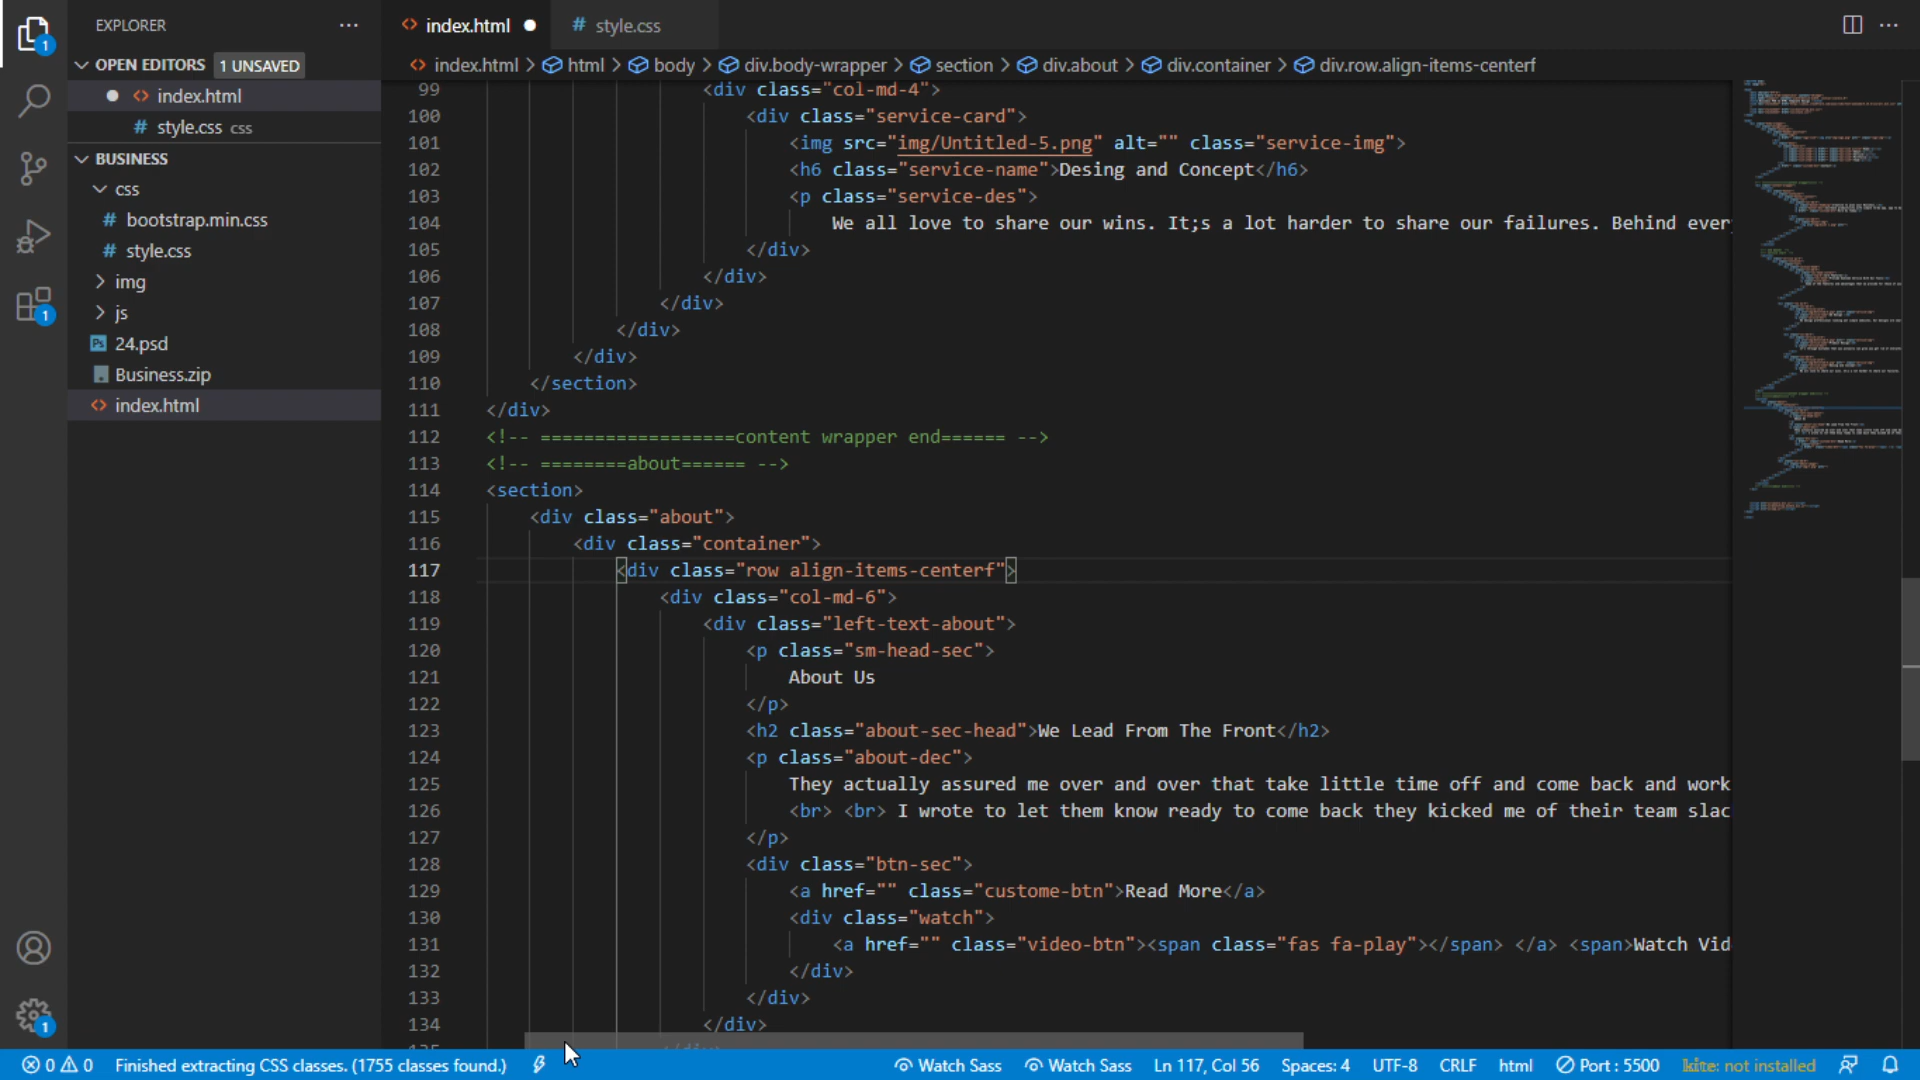 EXPLORER
OPEN EDITORS 1 UNSAVED
index.html
style.css css
BUSINESS
css
bootstrap.min.css
style.css
img
js
24.psd
Business.zip
index.html
index.html
style.css
index.html > html > body > div.body-wrapper > section > div.about > div.container > div.row.align-items-centerf
99 <div class="col-md-4">
100 <div class="service-card">
101 <img src="img/Untitled-5.png" alt="" class="service-img">
102 <h6 class="service-name">Desing and Concept</h6>
103 <p class="service-des">
104 We all love to share our wins. It;s a lot harder to share our failures. Behind ever
105 </div>
106 </div>
107 </div>
108 </div>
109 </div>
110 </section>
111 </div>
112 <!-- ==================content wrapper end====== -->
113 <!-- ========about====== -->
114 <section>
115 <div class="about">
116 <div class="container">
117 <div class="row align-items-centerf">
118 <div class="col-md-6">
119 <div class="left-text-about">
120 <p class="sm-head-sec">
121 About Us
122 </p>
123 <h2 class="about-sec-head">We Lead From The Front</h2>
124 <p class="about-dec">
125 They actually assured me over and over that take little time off and come back and work
126 <br> <br> I wrote to let them know ready to come back they kicked me of their team slac
127 </p>
128 <div class="btn-sec">
129 <a href="" class="custome-btn">Read More</a>
130 <div class="watch">
131 <a href="" class="video-btn"><span class="fas fa-play"></span> </a> <span>Watch Vid
132 </div>
133 </div>
134 </div>
0 0 Finished extracting CSS classes. (1755 classes found.) Watch Sass Watch Sass Ln 117, Col 56 Spaces: 4 UTF-8 CRLF html Port : 5500 kite: not installed